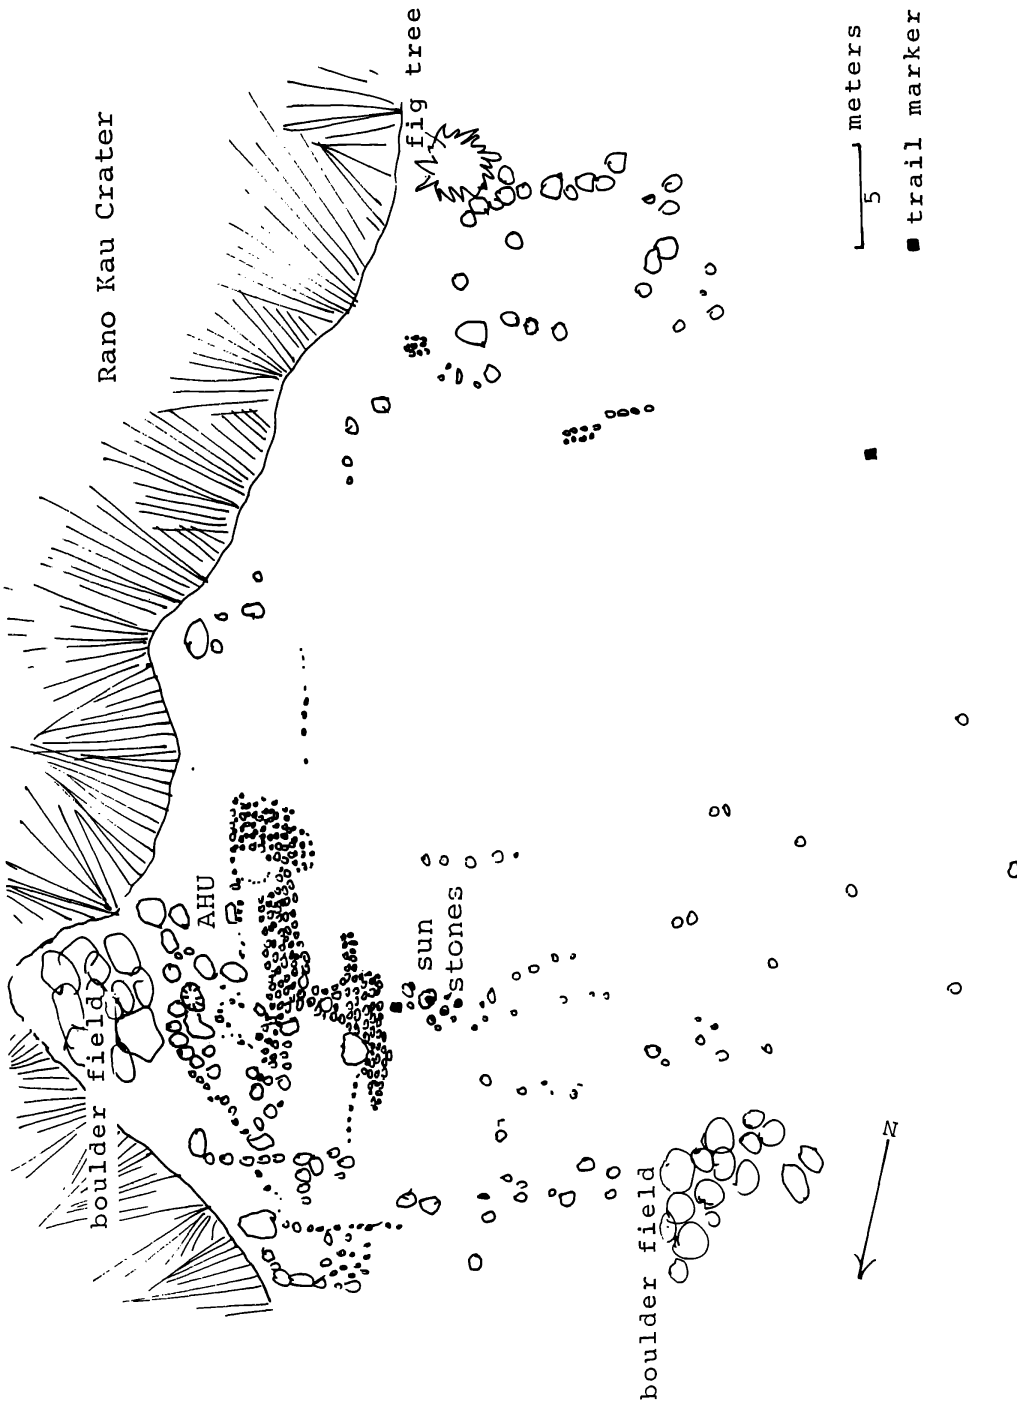 Rano Kau Crater
fig tree
boulder field
AHU
sun
stones
boulder field
N
5 meters
■ trail marker